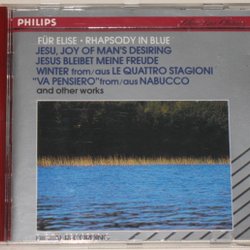 PHILIPS
FÜR ELISE · RHAPSODY IN BLUE
JESU, JOY OF MAN'S DESIRING
JESUS BLEIBET MEINE FREUDE
WINTER from/aus LE QUATTRO STAGIONI
"VA PENSIERO" from/aus NABUCCO
and other works